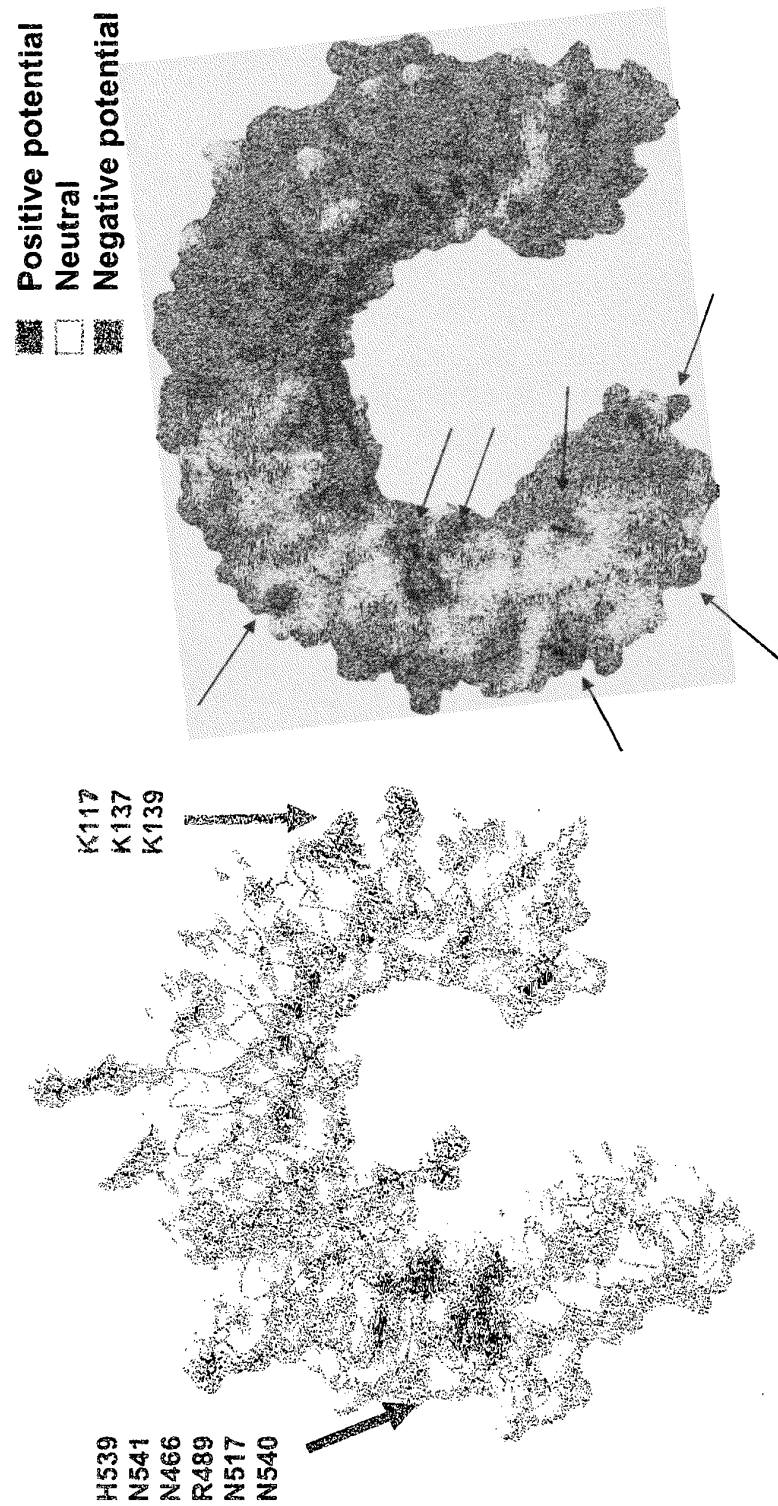 Positive potential
Neutral
Negative potential
K117
K137
K139
H539
N541
N466
R489
N517
N540